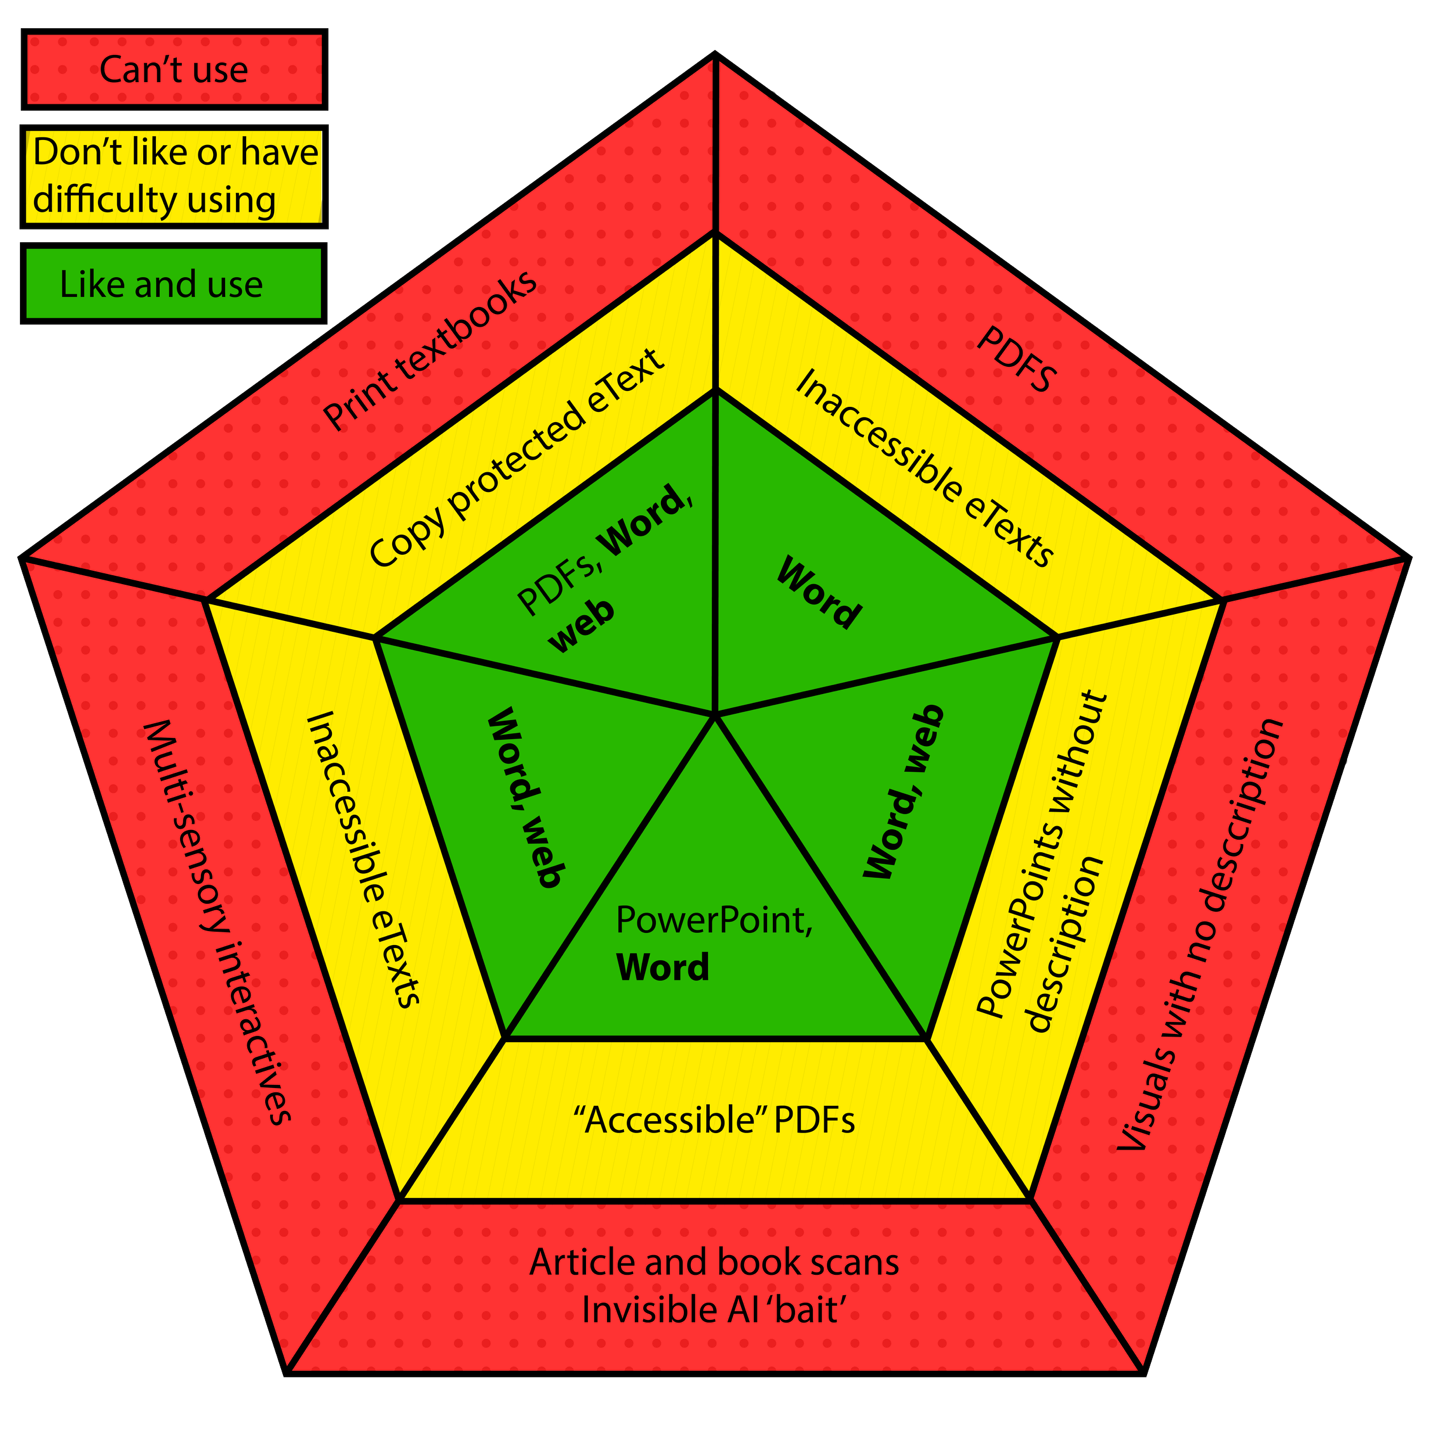 Can't use
Don't like or have
difficulty using
Like and use
Print textbooks
PDFS
Copy protected eText
Inaccessible eTexts
PDFs, Word,
web
Word
Multi-sensory interactives
Inaccessible eTexts
Word, web
Word, web
PowerPoints without
description
Visuals with no desccription
PowerPoint,
Word
“Accessible” PDFs
Article and book scans
Invisible AI ‘bait’